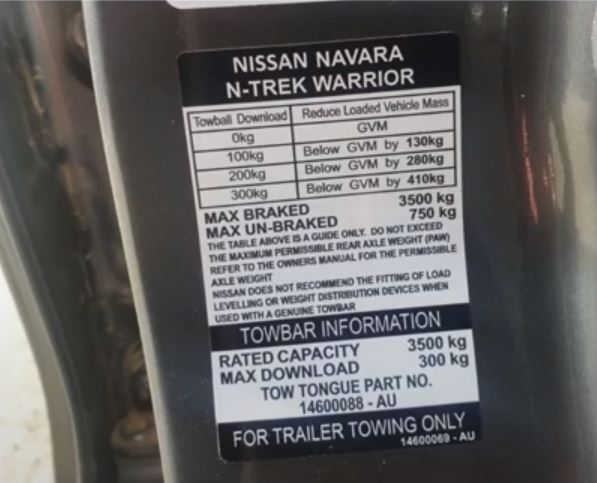 NISSAN NAVARA
N-TREK WARRIOR
Towball Download Reduce Loaded Vehicle Mass
0kg GVM
100kg Below GVM by 130kg
200kg Below GVM by 280kg
300kg Below GVM by 410kg
MAX BRAKED 3500 kg
MAX UN-BRAKED 750 kg
THE TABLE ABOVE IS A GUIDE ONLY. DO NOT EXCEED
THE MAXIMUM PERMISSIBLE REAR AXLE WEIGHT (PAW)
REFER TO THE OWNERS MANUAL FOR THE PERMISSIBLE
AXLE WEIGHT
NISSAN DOES NOT RECOMMEND THE FITTING OF LOAD
LEVELLING OR WEIGHT DISTRIBUTION DEVICES WHEN
USED WITH A GENUINE TOWBAR
TOWBAR INFORMATION
RATED CAPACITY 3500 kg
MAX DOWNLOAD 300 kg
TOW TONGUE PART NO.
14600088 - AU
FOR TRAILER TOWING ONLY
14600069 - AU